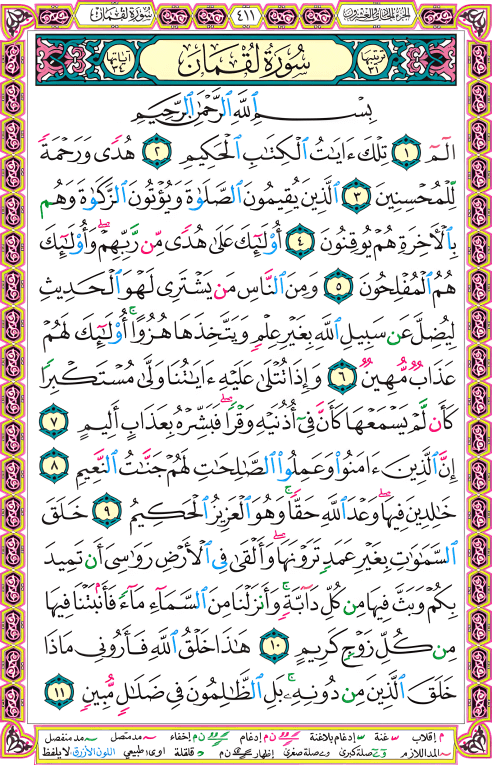 سُورَةُ لُقْمَان ٤١١ الجزء الحادي والعشرون
ترتيبها ٣١ سُورَةُ لُقْمَان آياتها ٣٤
بِسْمِ ٱللَّهِ ٱلرَّحْمَٰنِ ٱلرَّحِيمِ
الٓمٓ ١ تِلْكَ ءَايَٰتُ ٱلْكِتَٰبِ ٱلْحَكِيمِ ٢ هُدًى وَرَحْمَةً
لِّلْمُحْسِنِينَ ٣ ٱلَّذِينَ يُقِيمُونَ ٱلصَّلَوٰةَ وَيُؤْتُونَ ٱلزَّكَوٰةَ وَهُم
بِٱلْءَاخِرَةِ هُمْ يُوقِنُونَ ٤ أُو۟لَٰٓئِكَ عَلَىٰ هُدًى مِّن رَّبِّهِمْ ۖ وَأُو۟لَٰٓئِكَ
هُمُ ٱلْمُفْلِحُونَ ٥ وَمِنَ ٱلنَّاسِ مَن يَشْتَرِى لَهْوَ ٱلْحَدِيثِ
لِيُضِلَّ عَن سَبِيلِ ٱللَّهِ بِغَيْرِ عِلْمٍ وَيَتَّخِذَهَا هُزُوًا ۚ أُو۟لَٰٓئِكَ لَهُمْ
عَذَابٌ مُّهِينٌ ٦ وَإِذَا تُتْلَىٰ عَلَيْهِ ءَايَٰتُنَا وَلَّىٰ مُسْتَكْبِرًا
كَأَن لَّمْ يَسْمَعْهَا كَأَنَّ فِىٓ أُذُنَيْهِ وَقْرًا ۖ فَبَشِّرْهُ بِعَذَابٍ أَلِيمٍ ٧
إِنَّ ٱلَّذِينَ ءَامَنُوا۟ وَعَمِلُوا۟ ٱلصَّٰلِحَٰتِ لَهُمْ جَنَّٰتُ ٱلنَّعِيمِ ٨
خَٰلِدِينَ فِيهَا ۖ وَعْدَ ٱللَّهِ حَقًّا ۚ وَهُوَ ٱلْعَزِيزُ ٱلْحَكِيمُ ٩ خَلَقَ
ٱلسَّمَٰوَٰتِ بِغَيْرِ عَمَدٍ تَرَوْنَهَا ۖ وَأَلْقَىٰ فِى ٱلْأَرْضِ رَوَٰسِىَ أَن تَمِيدَ
بِكُمْ وَبَثَّ فِيهَا مِن كُلِّ دَآبَّةٍ ۚ وَأَنزَلْنَا مِنَ ٱلسَّمَآءِ مَآءً فَأَنۢبَتْنَا فِيهَا
مِن كُلِّ زَوْجٍ كَرِيمٍ ١٠ هَٰذَا خَلْقُ ٱللَّهِ فَأَرُونِى مَاذَا
خَلَقَ ٱلَّذِينَ مِن دُونِهِۦ ۚ بَلِ ٱلظَّٰلِمُونَ فِى ضَلَٰلٍ مُّبِينٍ ١١
م إقلاب س غنة س إدغام بلاغنة ن م إدغام ن م إخفاء مد متصل مد منفصل
المد اللازم صلة كبرى صلة صغرى إظهار ن م قلقلة اوى طبيعي اللون الأزرق لا يلفظ